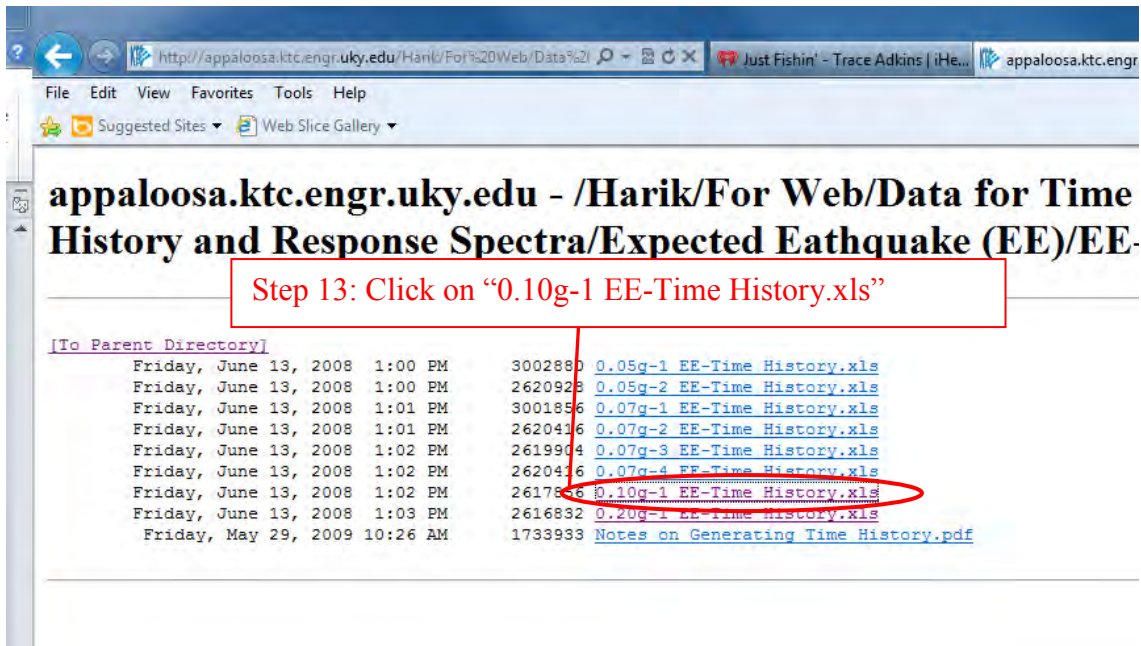 http://appaloosa.ktc.engr.uky.edu/Harik/For%20Web/Data%2
Just Fishin' - Trace Adkins | iHe...
appaloosa.ktc.engr
File Edit View Favorites Tools Help
Suggested Sites Web Slice Gallery
appaloosa.ktc.engr.uky.edu - /Harik/For Web/Data for Time
History and Response Spectra/Expected Eathquake (EE)/EE-
Step 13: Click on “0.10g-1 EE-Time History.xls”
[To Parent Directory]
Friday, June 13, 2008 1:00 PM 3002880 0.05g-1 EE-Time History.xls
Friday, June 13, 2008 1:00 PM 2620928 0.05g-2 EE-Time History.xls
Friday, June 13, 2008 1:01 PM 3001856 0.07g-1 EE-Time History.xls
Friday, June 13, 2008 1:01 PM 2620416 0.07g-2 EE-Time History.xls
Friday, June 13, 2008 1:02 PM 2619904 0.07g-3 EE-Time History.xls
Friday, June 13, 2008 1:02 PM 2620416 0.07g-4 EE-Time History.xls
Friday, June 13, 2008 1:02 PM 2617856 0.10g-1 EE-Time History.xls
Friday, June 13, 2008 1:03 PM 2616832 0.20g-1 EE-Time History.xls
Friday, May 29, 2009 10:26 AM 1733933 Notes on Generating Time History.pdf